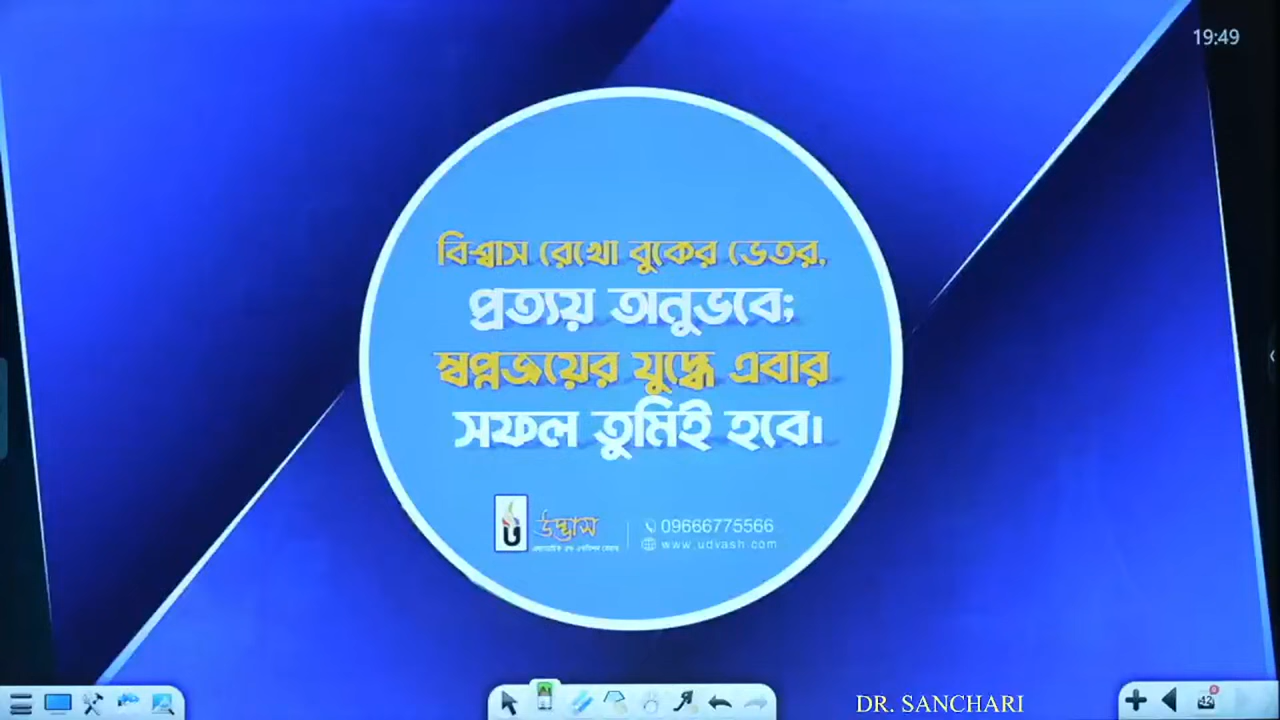 19:49
বিশ্বাস রেখো বুকের ভেতর,
প্রত্যয় অনুভবে;
স্বপ্নজয়ের যুদ্ধে এবার
সফল তুমিই হবে।
উদ্ভাস
09666775566
www.udvash.com
DR. SANCHARI